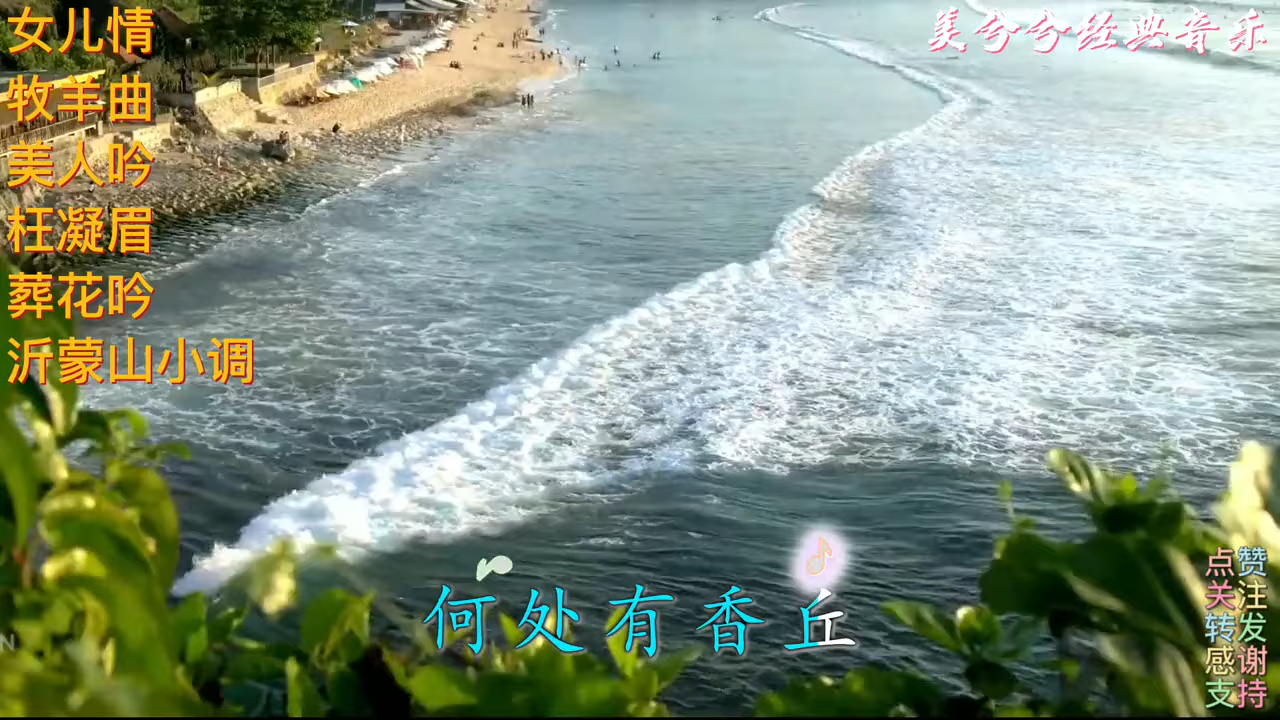 女儿情
牧羊曲
美人吟
枉凝眉
葬花吟
沂蒙山小调
美兮兮经典音乐
何处有香丘
点赞
关注
转发
感谢
支持